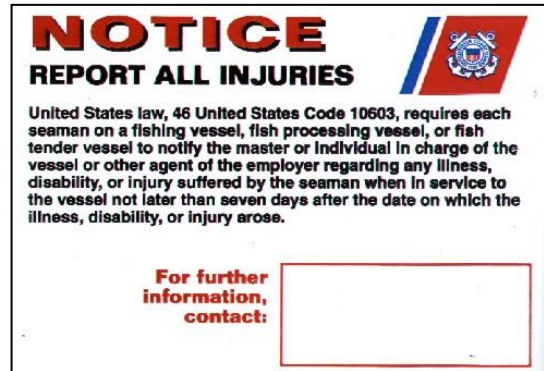 NOTICE
REPORT ALL INJURIES
United States law, 46 United States Code 10603, requires each
seaman on a fishing vessel, fish processing vessel, or fish
tender vessel to notify the master or individual in charge of the
vessel or other agent of the employer regarding any illness,
disability, or injury suffered by the seaman when in service to
the vessel not later than seven days after the date on which the
illness, disability, or injury arose.
For further
information,
contact: